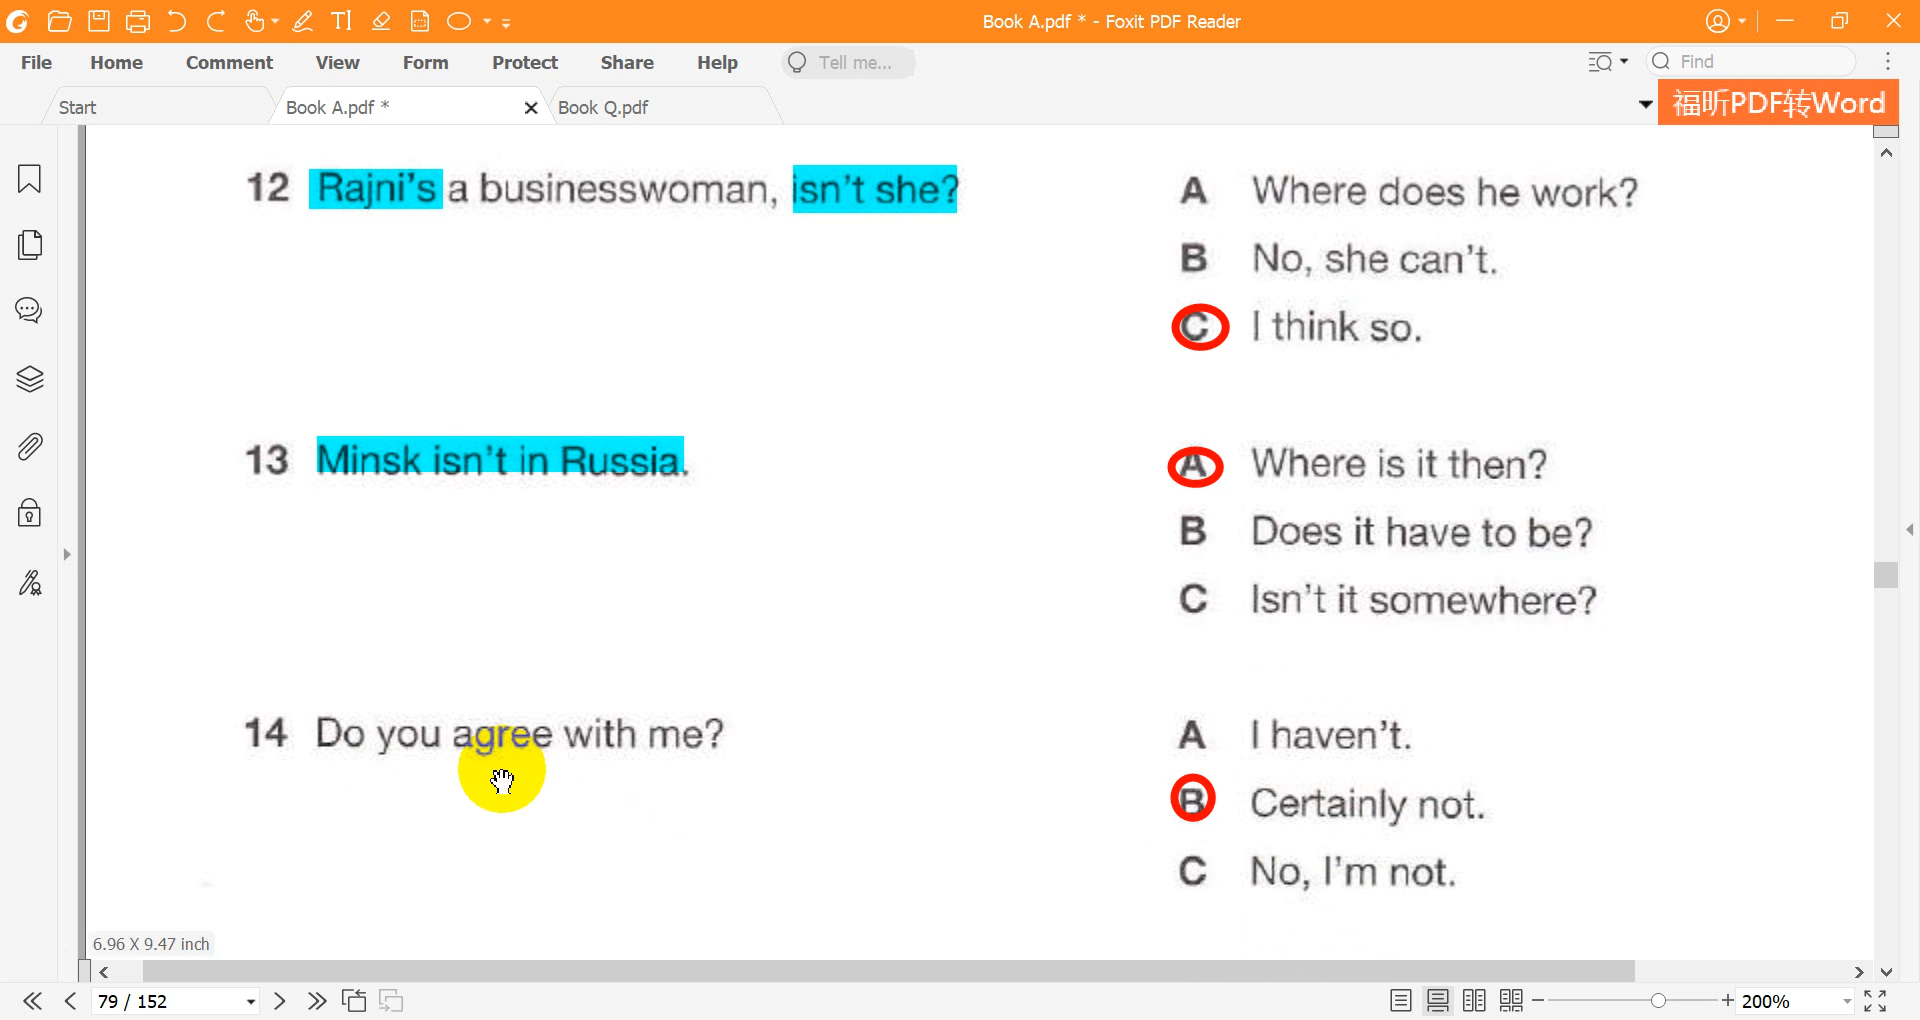 Book A.pdf * - Foxit PDF Reader
File Home Comment View Form Protect Share Help Tell me... Find
Start Book A.pdf * Book Q.pdf 福昕PDF转Word
12 Rajni's a businesswoman, isn't she?
A Where does he work?
B No, she can't.
C I think so.
13 Minsk isn't in Russia.
A Where is it then?
B Does it have to be?
C Isn't it somewhere?
14 Do you agree with me?
A I haven't.
B Certainly not.
C No, I'm not.
6.96 X 9.47 inch
79 / 152 200%